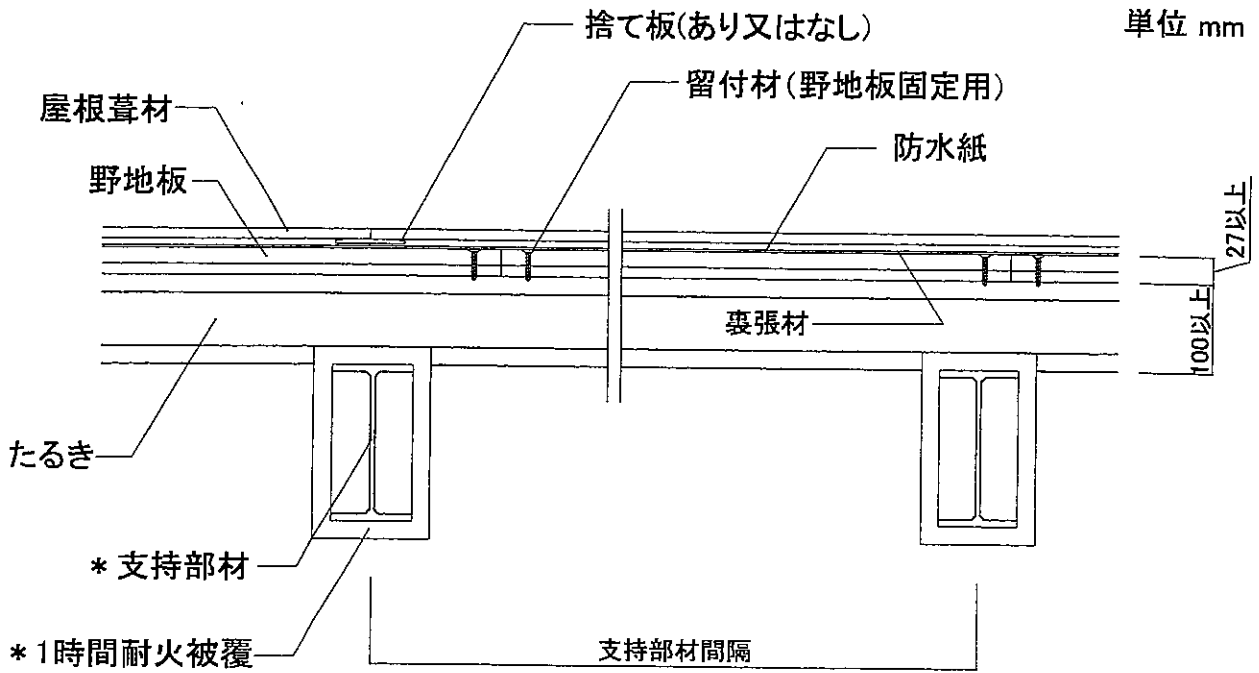 捨て板(あり又はなし)
単位 mm
留付材(野地板固定用)
屋根葺材
防水紙
野地板
27以上
裏張材
100以上
たるき
*支持部材
*1時間耐火被覆
支持部材間隔